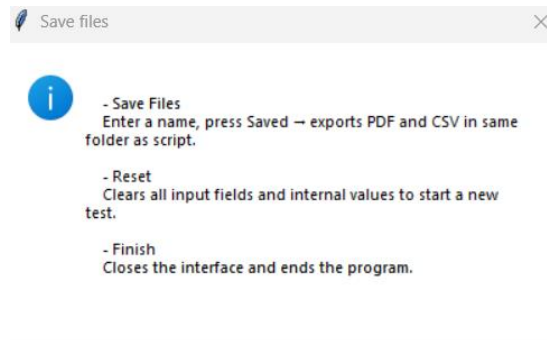 Save files
- Save Files
Enter a name, press Saved → exports PDF and CSV in same
folder as script.
- Reset
Clears all input fields and internal values to start a new
test.
- Finish
Closes the interface and ends the program.